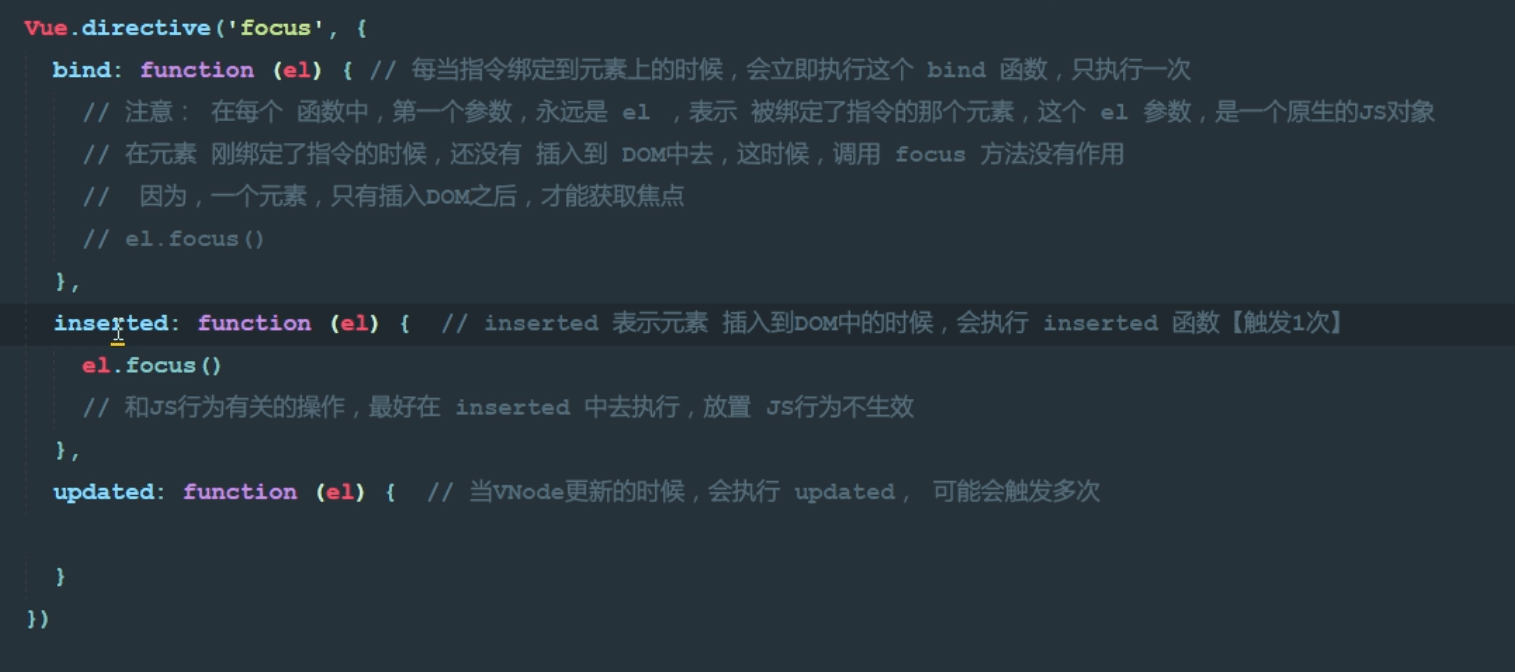 Vue.directive('focus', {
bind: function (el) { // 每当指令绑定到元素上的时候，会立即执行这个 bind 函数，只执行一次
// 注意： 在每个 函数中，第一个参数，永远是 el ，表示 被绑定了指令的那个元素，这个 el 参数，是一个原生的JS对象
// 在元素 刚绑定了指令的时候，还没有 插入到 DOM中去，这时候，调用 focus 方法没有作用
// 因为，一个元素，只有插入DOM之后，才能获取焦点
// el.focus()
},
inserted: function (el) { // inserted 表示元素 插入到DOM中的时候，会执行 inserted 函数【触发1次】
el.focus()
// 和JS行为有关的操作，最好在 inserted 中去执行，放置 JS行为不生效
},
updated: function (el) { // 当VNode更新的时候，会执行 updated， 可能会触发多次
}
})